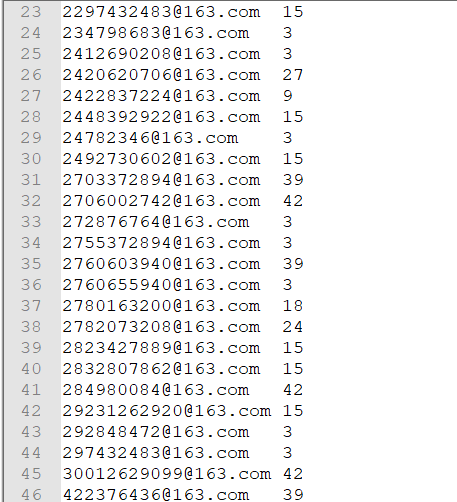 23 2297432483@163.com 15
24 234798683@163.com 3
25 2412690208@163.com 3
26 2420620706@163.com 27
27 2422837224@163.com 9
28 2448392922@163.com 15
29 24782346@163.com 3
30 2492730602@163.com 15
31 2703372894@163.com 39
32 2706002742@163.com 42
33 272876764@163.com 3
34 2755372894@163.com 3
35 2760603940@163.com 39
36 2760655940@163.com 3
37 2780163200@163.com 18
38 2782073208@163.com 24
39 2823427889@163.com 15
40 2832807862@163.com 15
41 284980084@163.com 42
42 29231262920@163.com 15
43 292848472@163.com 3
44 297432483@163.com 3
45 30012629099@163.com 42
46 422376436@163.com 39